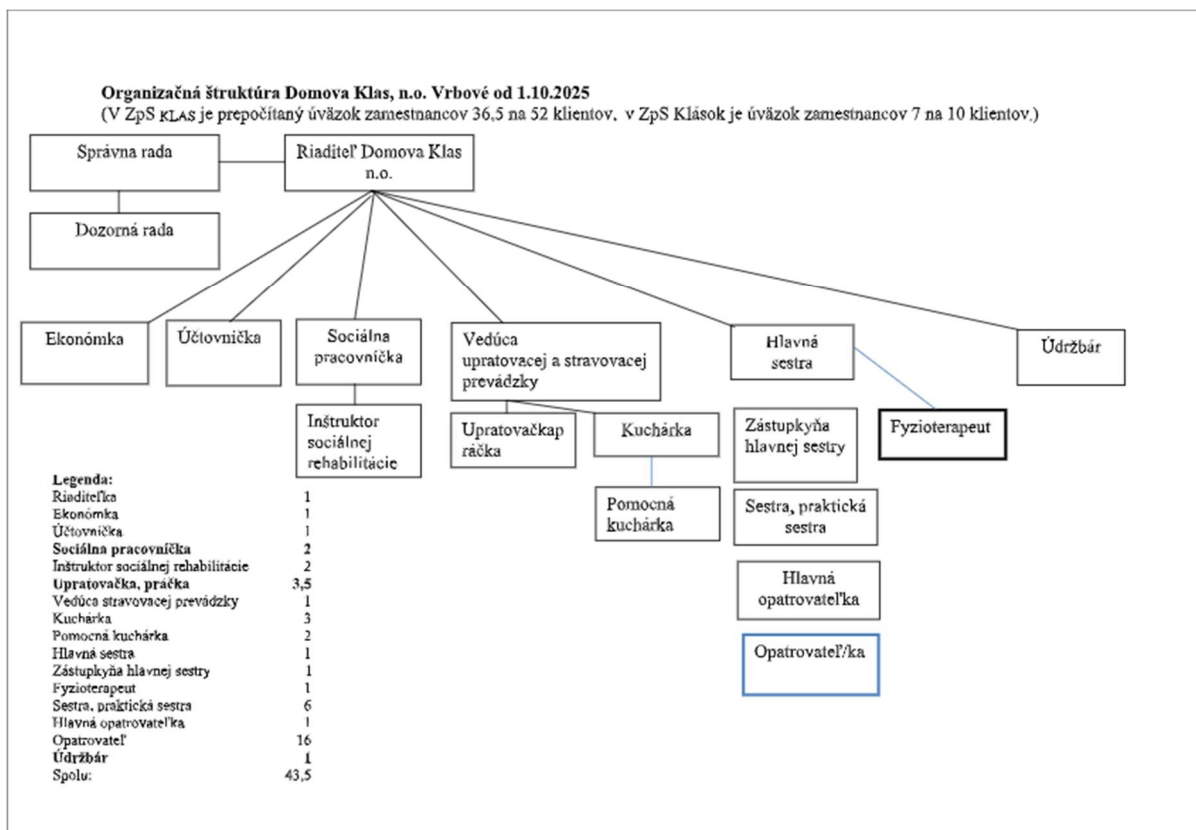 Organizačná štruktúra Domova Klas, n.o. Vrbové od 1.10.2025
(V ZpS KLAS je prepočítaný úväzok zamestnancov 36,5 na 52 klientov, v ZpS Klások je úväzok zamestnancov 7 na 10 klientov.)
Správna rada
Riaditeľ Domova Klas
n.o.
Dozorná rada
Ekonómka
Účtovníčka
Sociálna
pracovníčka
Vedúca
upratovacej a stravovacej
prevádzky
Hlavná
sestra
Údržbár
Inštruktor
sociálnej
rehabilitácie
Upratovačkap
ráčka
Kuchárka
Zástupkyňa
hlavnej sestry
Fyzioterapeut
Pomocná
kuchárka
Sestra, praktická
sestra
Hlavná
opatrovateľka
Opatrovateľ/ka
Legenda:
Riaditeľka 1
Ekonómka 1
Účtovníčka 1
Sociálna pracovníčka 2
Inštruktor sociálnej rehabilitácie 2
Upratovačka, práčka 3,5
Vedúca stravovacej prevádzky 1
Kuchárka 3
Pomocná kuchárka 2
Hlavná sestra 1
Zástupkyňa hlavnej sestry 1
Fyzioterapeut 1
Sestra, praktická sestra 6
Hlavná opatrovateľka 1
Opatrovateľ 16
Údržbár 1
Spolu: 43,5